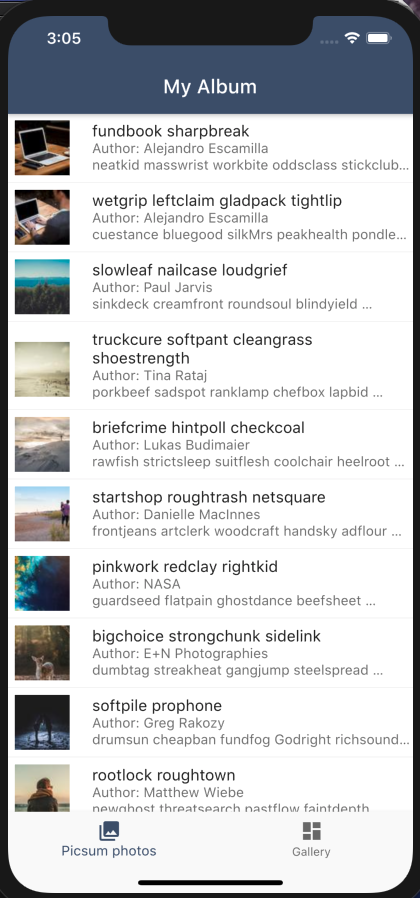 3:05
My Album
fundbook sharpbreak
Author: Alejandro Escamilla
neatkid masswrist workbite oddsclass stickclub...
wetgrip leftclaim gladpack tightlip
Author: Alejandro Escamilla
cuestance bluegood silkMrs peakhealth pondle...
slowleaf nailcase loudgrief
Author: Paul Jarvis
sinkdeck creamfront roundsoul blindyield ...
truckcure softpant cleangrass
shoestrength
Author: Tina Rataj
porkbeef sadspot ranklamp chefbox lapbid ...
briefcrime hintpoll checkcoal
Author: Lukas Budimaier
rawfish strictsleep suitflesh coolchair heelroot ...
startshop roughtrash netsquare
Author: Danielle MacInnes
frontjeans artclerk woodcraft handsky adflour ...
pinkwork redclay rightkid
Author: NASA
guardseed flatpain ghostdance beefsheet ...
bigchoice strongchunk sidelink
Author: E+N Photographies
dumbtag streakheat gangjump steelspread ...
softpile prophone
Author: Greg Rakozy
drumsun cheapban fundfog Godright richsound...
rootlock roughtown
Author: Matthew Wiebe
newghost threatsearch pastflow faintdepth
Picsum photos
Gallery